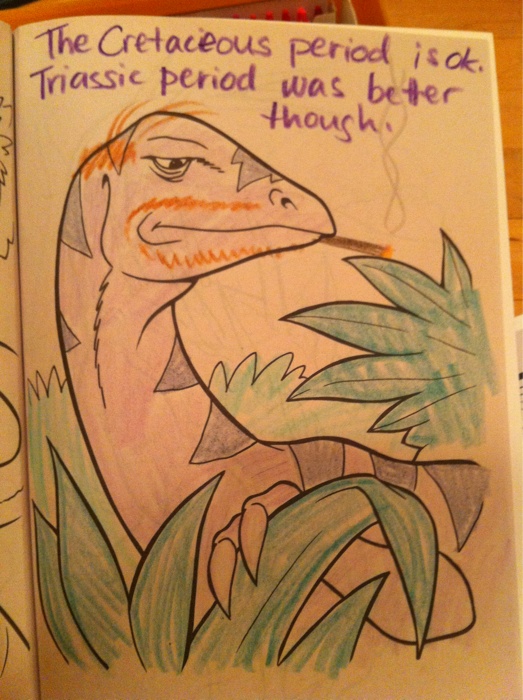 The Cretaceous period is ok.
Triassic period was better
though.